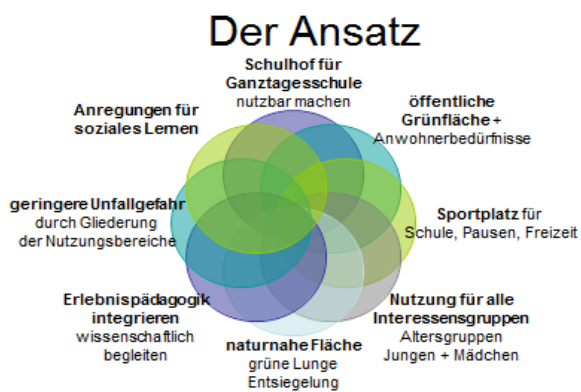 Der Ansatz
Schulhof für
Ganztagesschule
nutzbar machen
öffentliche
Grünfläche +
Anwohnerbedürfnisse
Sportplatz für
Schule, Pausen, Freizeit
Nutzung für alle
Interessensgruppen
Altersgruppen
Jungen + Mädchen
naturnahe Fläche
grüne Lunge
Entsiegelung
Erlebnispädagogik
integrieren
wissenschaftlich
begleiten
geringere Unfallgefahr
durch Gliederung
der Nutzungsbereiche
Anregungen für
soziales Lernen